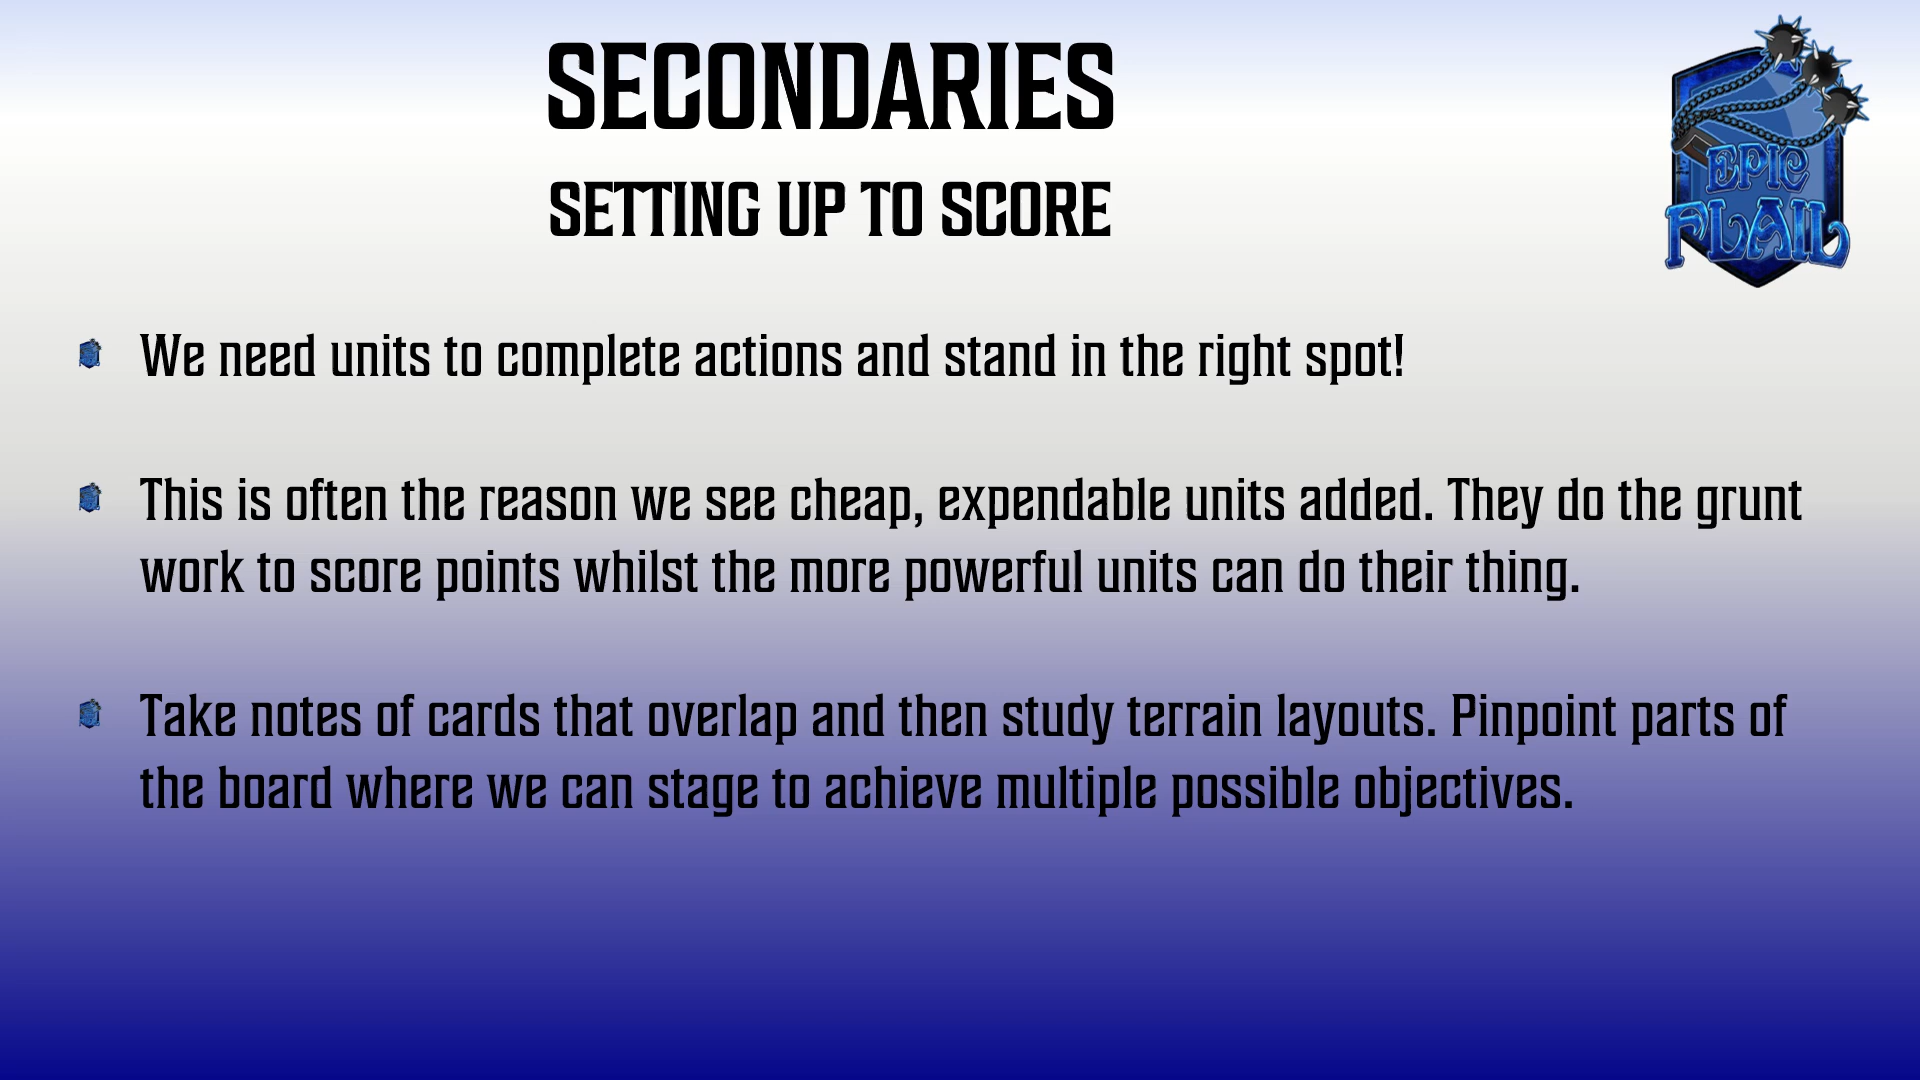 SECONDARIES
SETTING UP TO SCORE
EPIC
FLAIL
We need units to complete actions and stand in the right spot!
This is often the reason we see cheap, expendable units added. They do the grunt
work to score points whilst the more powerful units can do their thing.
Take notes of cards that overlap and then study terrain layouts. Pinpoint parts of
the board where we can stage to achieve multiple possible objectives.